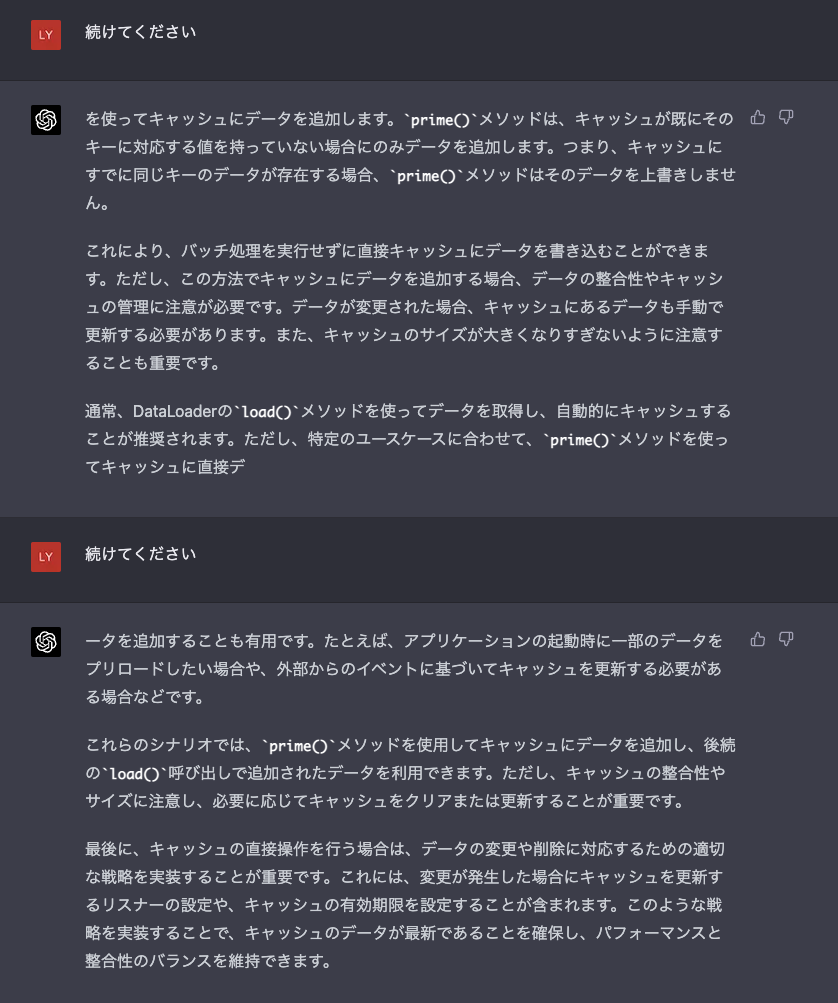 LY
続けてください
を使ってキャッシュにデータを追加します。`prime()`メソッドは、キャッシュが既にその
キーに対応する値を持っていない場合にのみデータを追加します。つまり、キャッシュに
すでに同じキーのデータが存在する場合、`prime()`メソッドはそのデータを上書きしませ
ん。
これにより、バッチ処理を実行せずに直接キャッシュにデータを書き込むことができま
す。ただし、この方法でキャッシュにデータを追加する場合、データの整合性やキャッシ
ュの管理に注意が必要です。データが変更された場合、キャッシュにあるデータも手動で
更新する必要があります。また、キャッシュのサイズが大きくなりすぎないように注意す
ることも重要です。
通常、DataLoaderの`load()`メソッドを使ってデータを取得し、自動的にキャッシュする
ことが推奨されます。ただし、特定のユースケースに合わせて、`prime()`メソッドを使っ
てキャッシュに直接デ
LY
続けてください
ータを追加することも有用です。たとえば、アプリケーションの起動時に一部のデータを
プリロードしたい場合や、外部からのイベントに基づいてキャッシュを更新する必要があ
る場合などです。
これらのシナリオでは、`prime()`メソッドを使用してキャッシュにデータを追加し、後続
の`load()`呼び出しで追加されたデータを利用できます。ただし、キャッシュの整合性や
サイズに注意し、必要に応じてキャッシュをクリアまたは更新することが重要です。
最後に、キャッシュの直接操作を行う場合は、データの変更や削除に対応するための適切
な戦略を実装することが重要です。これには、変更が発生した場合にキャッシュを更新す
るリスナーの設定や、キャッシュの有効期限を設定することが含まれます。このような戦
略を実装することで、キャッシュのデータが最新であることを確保し、パフォーマンスと
整合性のバランスを維持できます。